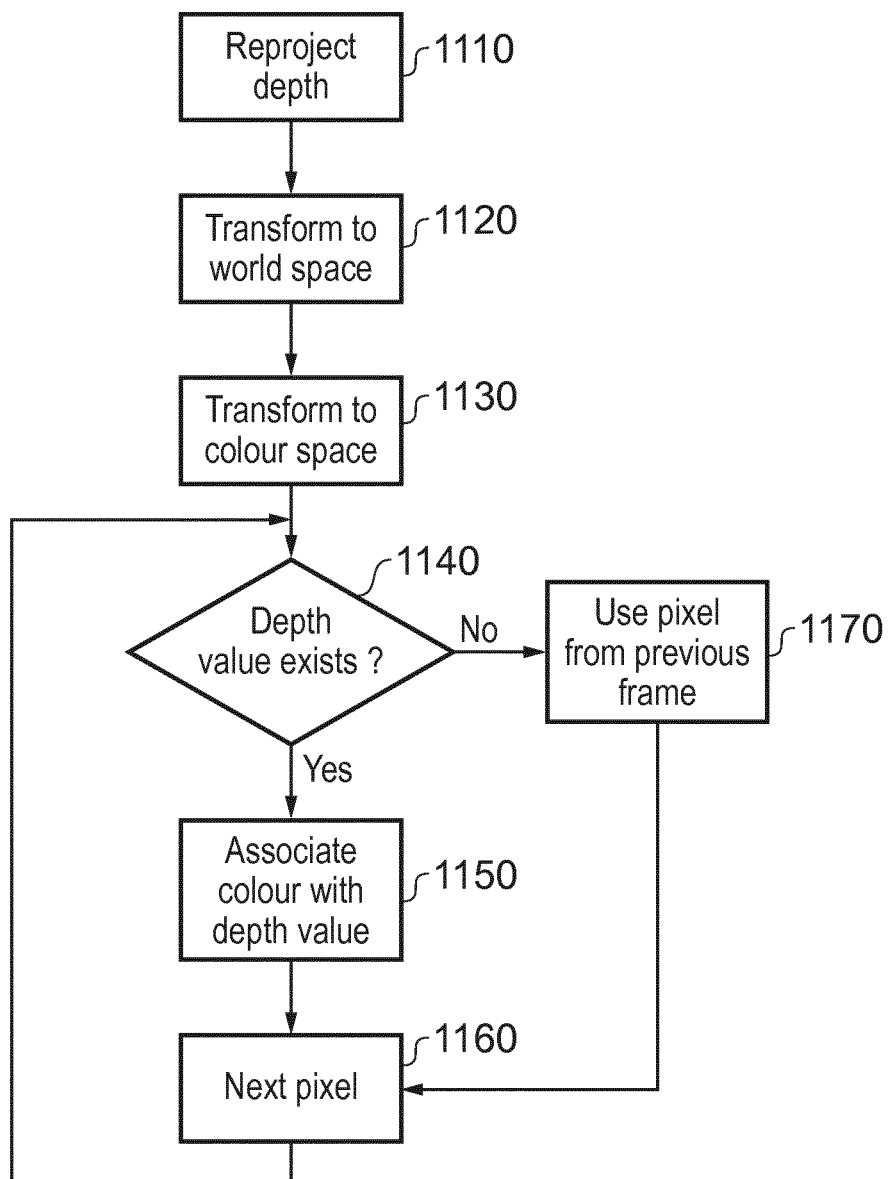 Reproject
depth
1110
Transform to
world space
1120
Transform to
colour space
1130
1140
Depth
value exists ?
No
Use pixel
from previous
frame
1170
Yes
Associate
colour with
depth value
1150
1160
Next pixel